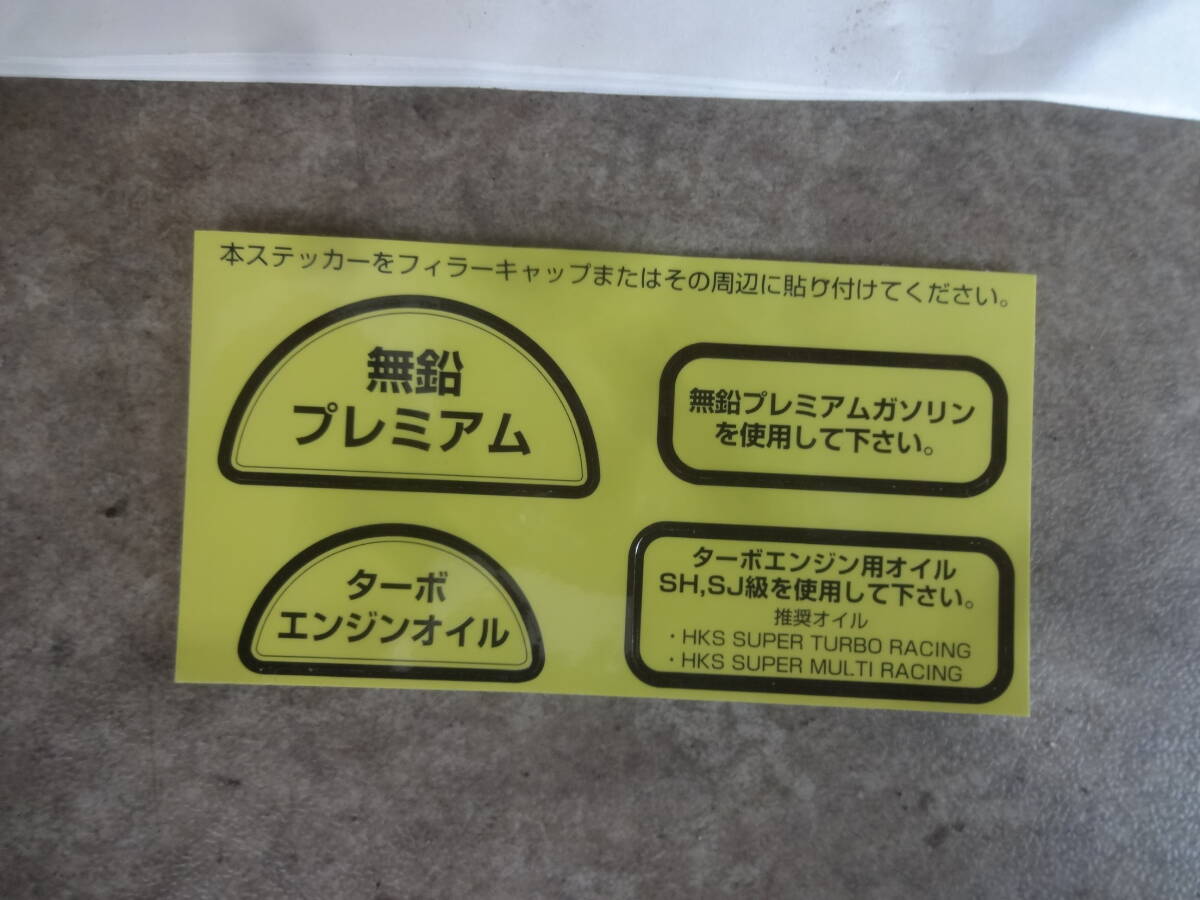 本ステッカーをフィラーキャップまたはその周辺に貼り付けてください。
無鉛
プレミアム
無鉛プレミアムガソリン
を使用して下さい。
ターボ
エンジンオイル
ターボエンジン用オイル
SH,SJ級を使用して下さい。
推奨オイル
・HKS SUPER TURBO RACING
・HKS SUPER MULTI RACING